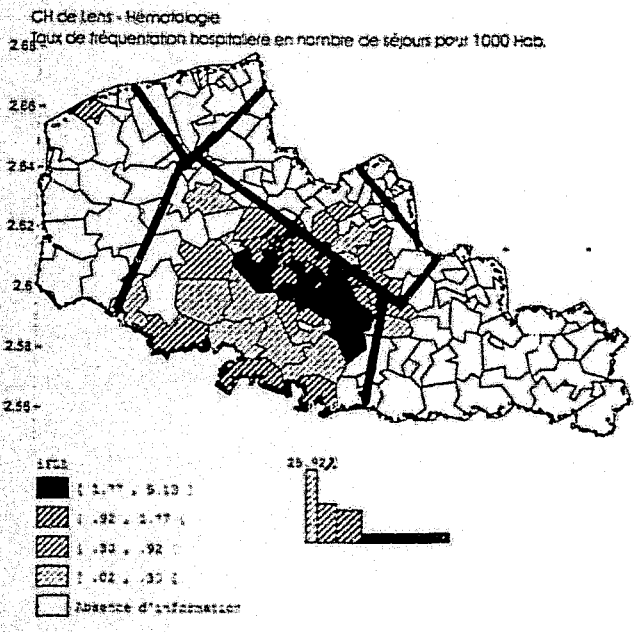 CH de Lens - Hématologie
Taux de fréquentation hospitalière en nombre de séjours pour 1000 Hab.
2.68
2.66
2.64
2.62
2.6
2.58
2.56
25.92%
[ 1.77 , 5.13 ]
[ .92 , 1.77 [
[ .30 , .92 [
[ .02 , .30 [
Absence d'information